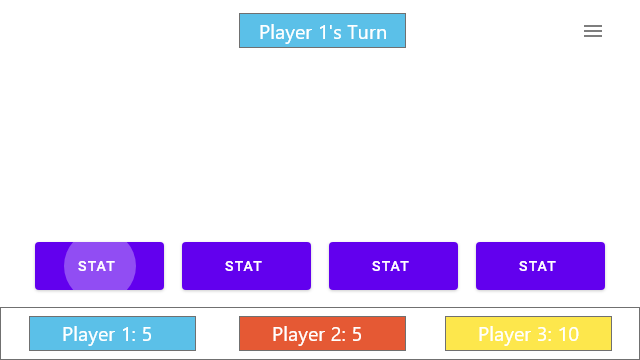 Player 1's Turn
STAT STAT STAT STAT
Player 1: 5 Player 2: 5 Player 3: 10